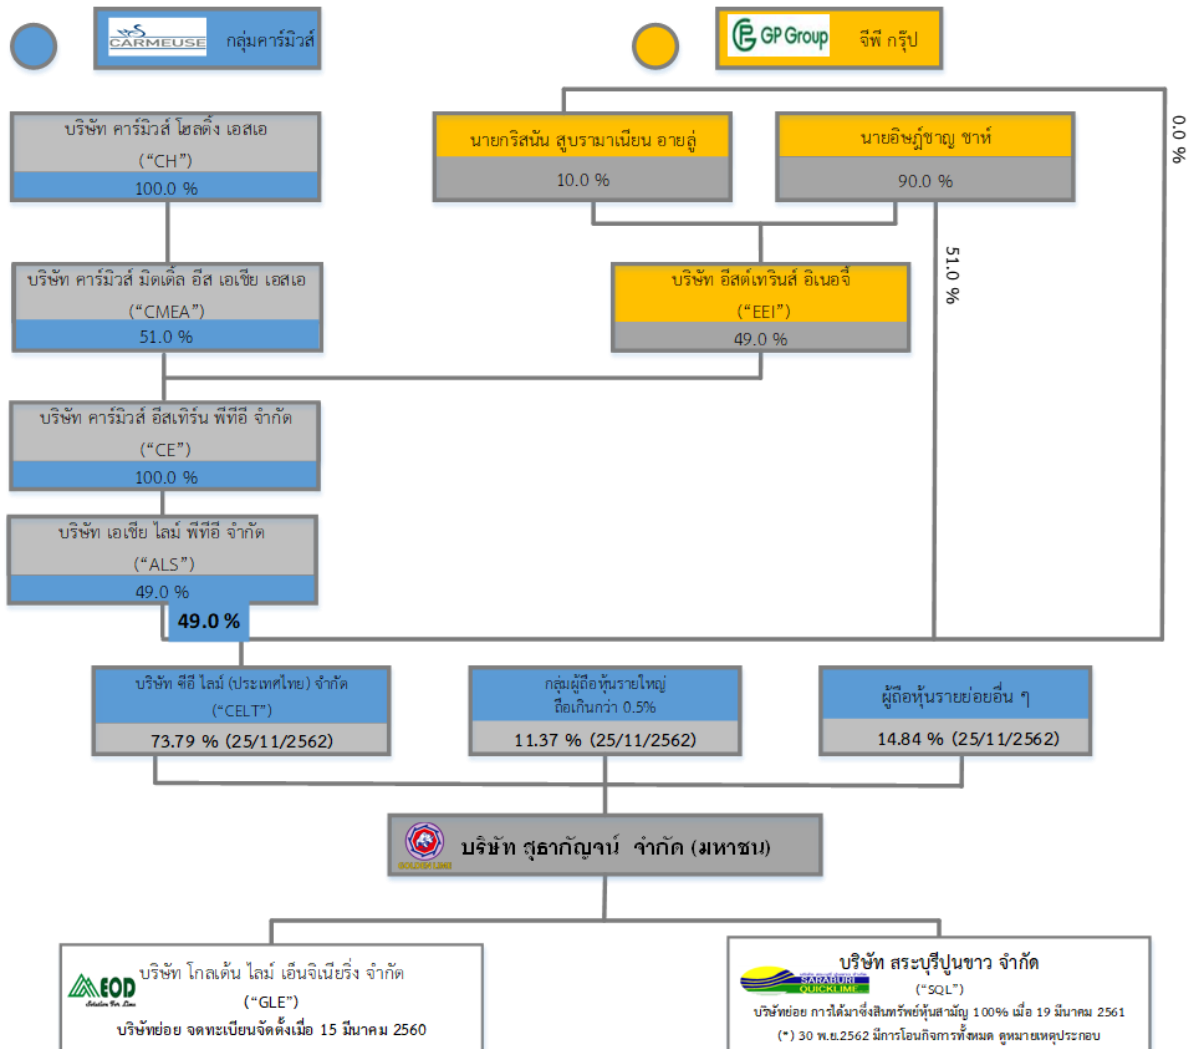 CARMEUSE
กลุ่มคาร์มิวส์
GP Group
จีพี กรุ๊ป
บริษัท คาร์มิวส์ โฮลดิ้ง เอสเอ
("CH")
100.0 %
นายกริสนัน สูบรามาเนียน อายลู่
10.0 %
นายอิษฎ์ชาญ ชาห์
90.0 %
0.0 %
51.0 %
บริษัท คาร์มิวส์ มิดเดิ้ล อีส เอเชีย เอสเอ
("CMEA")
51.0 %
บริษัท อีสต์เทรินส์ อิเนอจี้
("EEI")
49.0 %
บริษัท คาร์มิวส์ อีสเทิร์น พีทีอี จำกัด
("CE")
100.0 %
บริษัท เอเชีย ไลม์ พีทีอี จำกัด
("ALS")
49.0 %
49.0 %
บริษัท ซีอี ไลม์ (ประเทศไทย) จำกัด
("CELT")
73.79 % (25/11/2562)
กลุ่มผู้ถือหุ้นรายใหญ่
ถือเกินกว่า 0.5%
11.37 % (25/11/2562)
ผู้ถือหุ้นรายย่อยอื่น ๆ
14.84 % (25/11/2562)
GOLDEN LIME
บริษัท สุธากัญจน์ จำกัด (มหาชน)
EOD
Solution For Lime
บริษัท โกลเด้น ไลม์ เอ็นจิเนียริ่ง จำกัด
("GLE")
บริษัทย่อย จดทะเบียนจัดตั้งเมื่อ 15 มีนาคม 2560
SARABURI
QUICKLIME
บริษัท สระบุรีปูนขาว จำกัด
("SQL")
บริษัทย่อย การได้มาซึ่งสินทรัพย์หุ้นสามัญ 100% เมื่อ 19 มีนาคม 2561
(*) 30 พ.ย.2562 มีการโอนกิจการทั้งหมด ดูหมายเหตุประกอบ